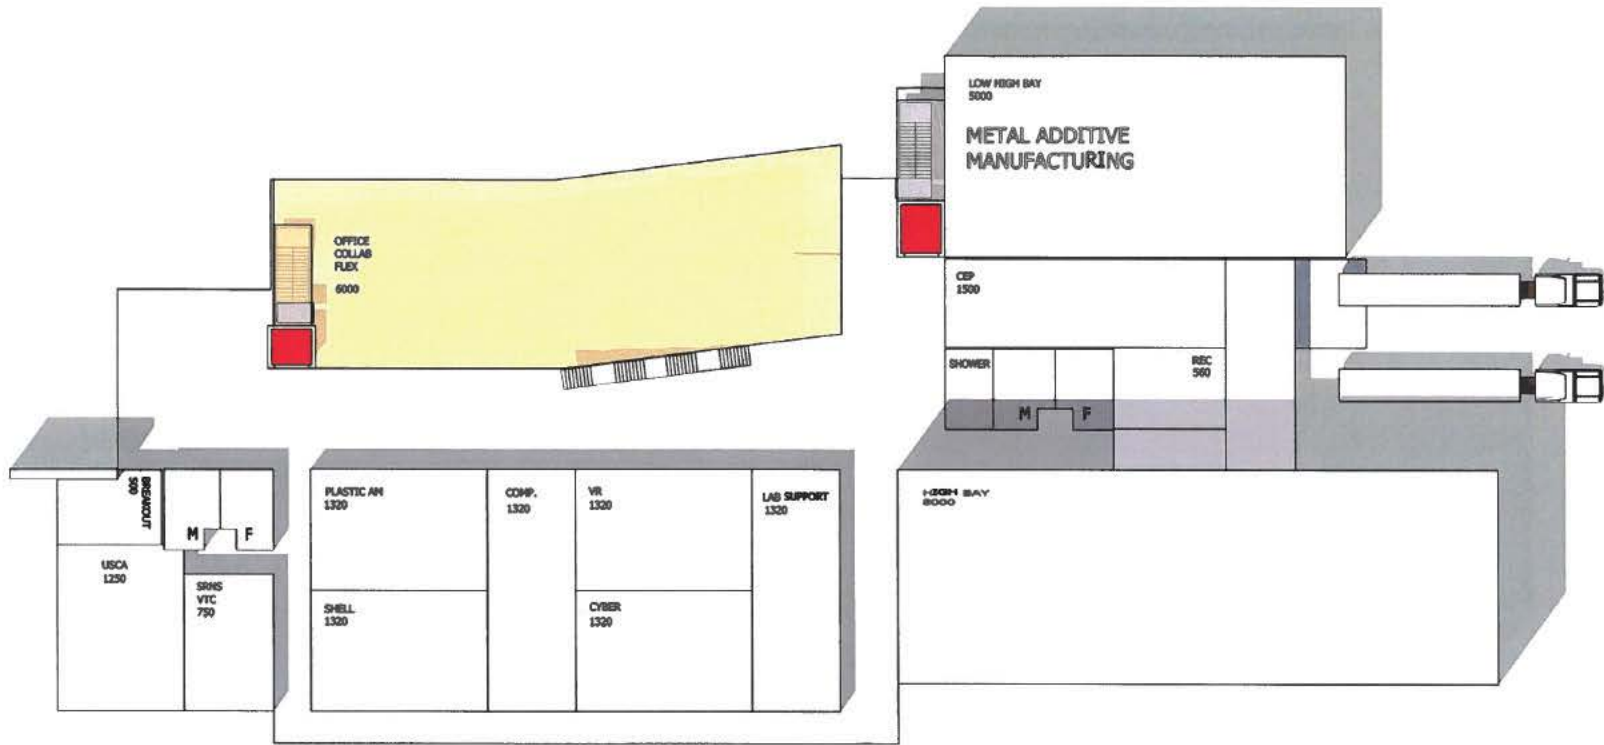 LOW HIGH BAY
5000
METAL ADDITIVE
MANUFACTURING
OFFICE
COLLAB
FLEX
6000
CEP
1500
SHOWER
REC
560
M
F
BREAKOUT
500
M
F
USCA
1250
SRNS
VTC
750
PLASTIC AM
1320
COMP.
1320
VR
1320
LAB SUPPORT
1320
SHELL
1320
CYBER
1320
HIGH BAY
8000